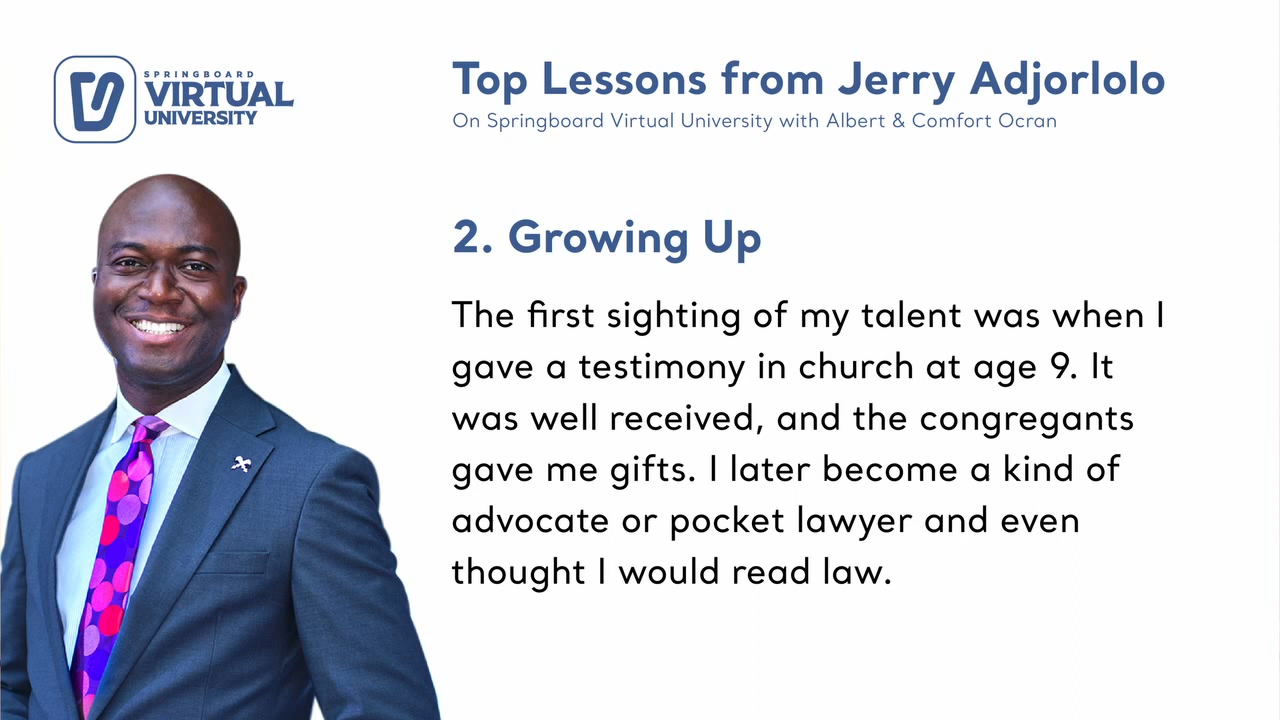 SPRINGBOARD
VIRTUAL
UNIVERSITY
Top Lessons from Jerry Adjorlolo
On Springboard Virtual University with Albert & Comfort Ocran
2. Growing Up
The first sighting of my talent was when I
gave a testimony in church at age 9. It
was well received, and the congregants
gave me gifts. I later become a kind of
advocate or pocket lawyer and even
thought I would read law.